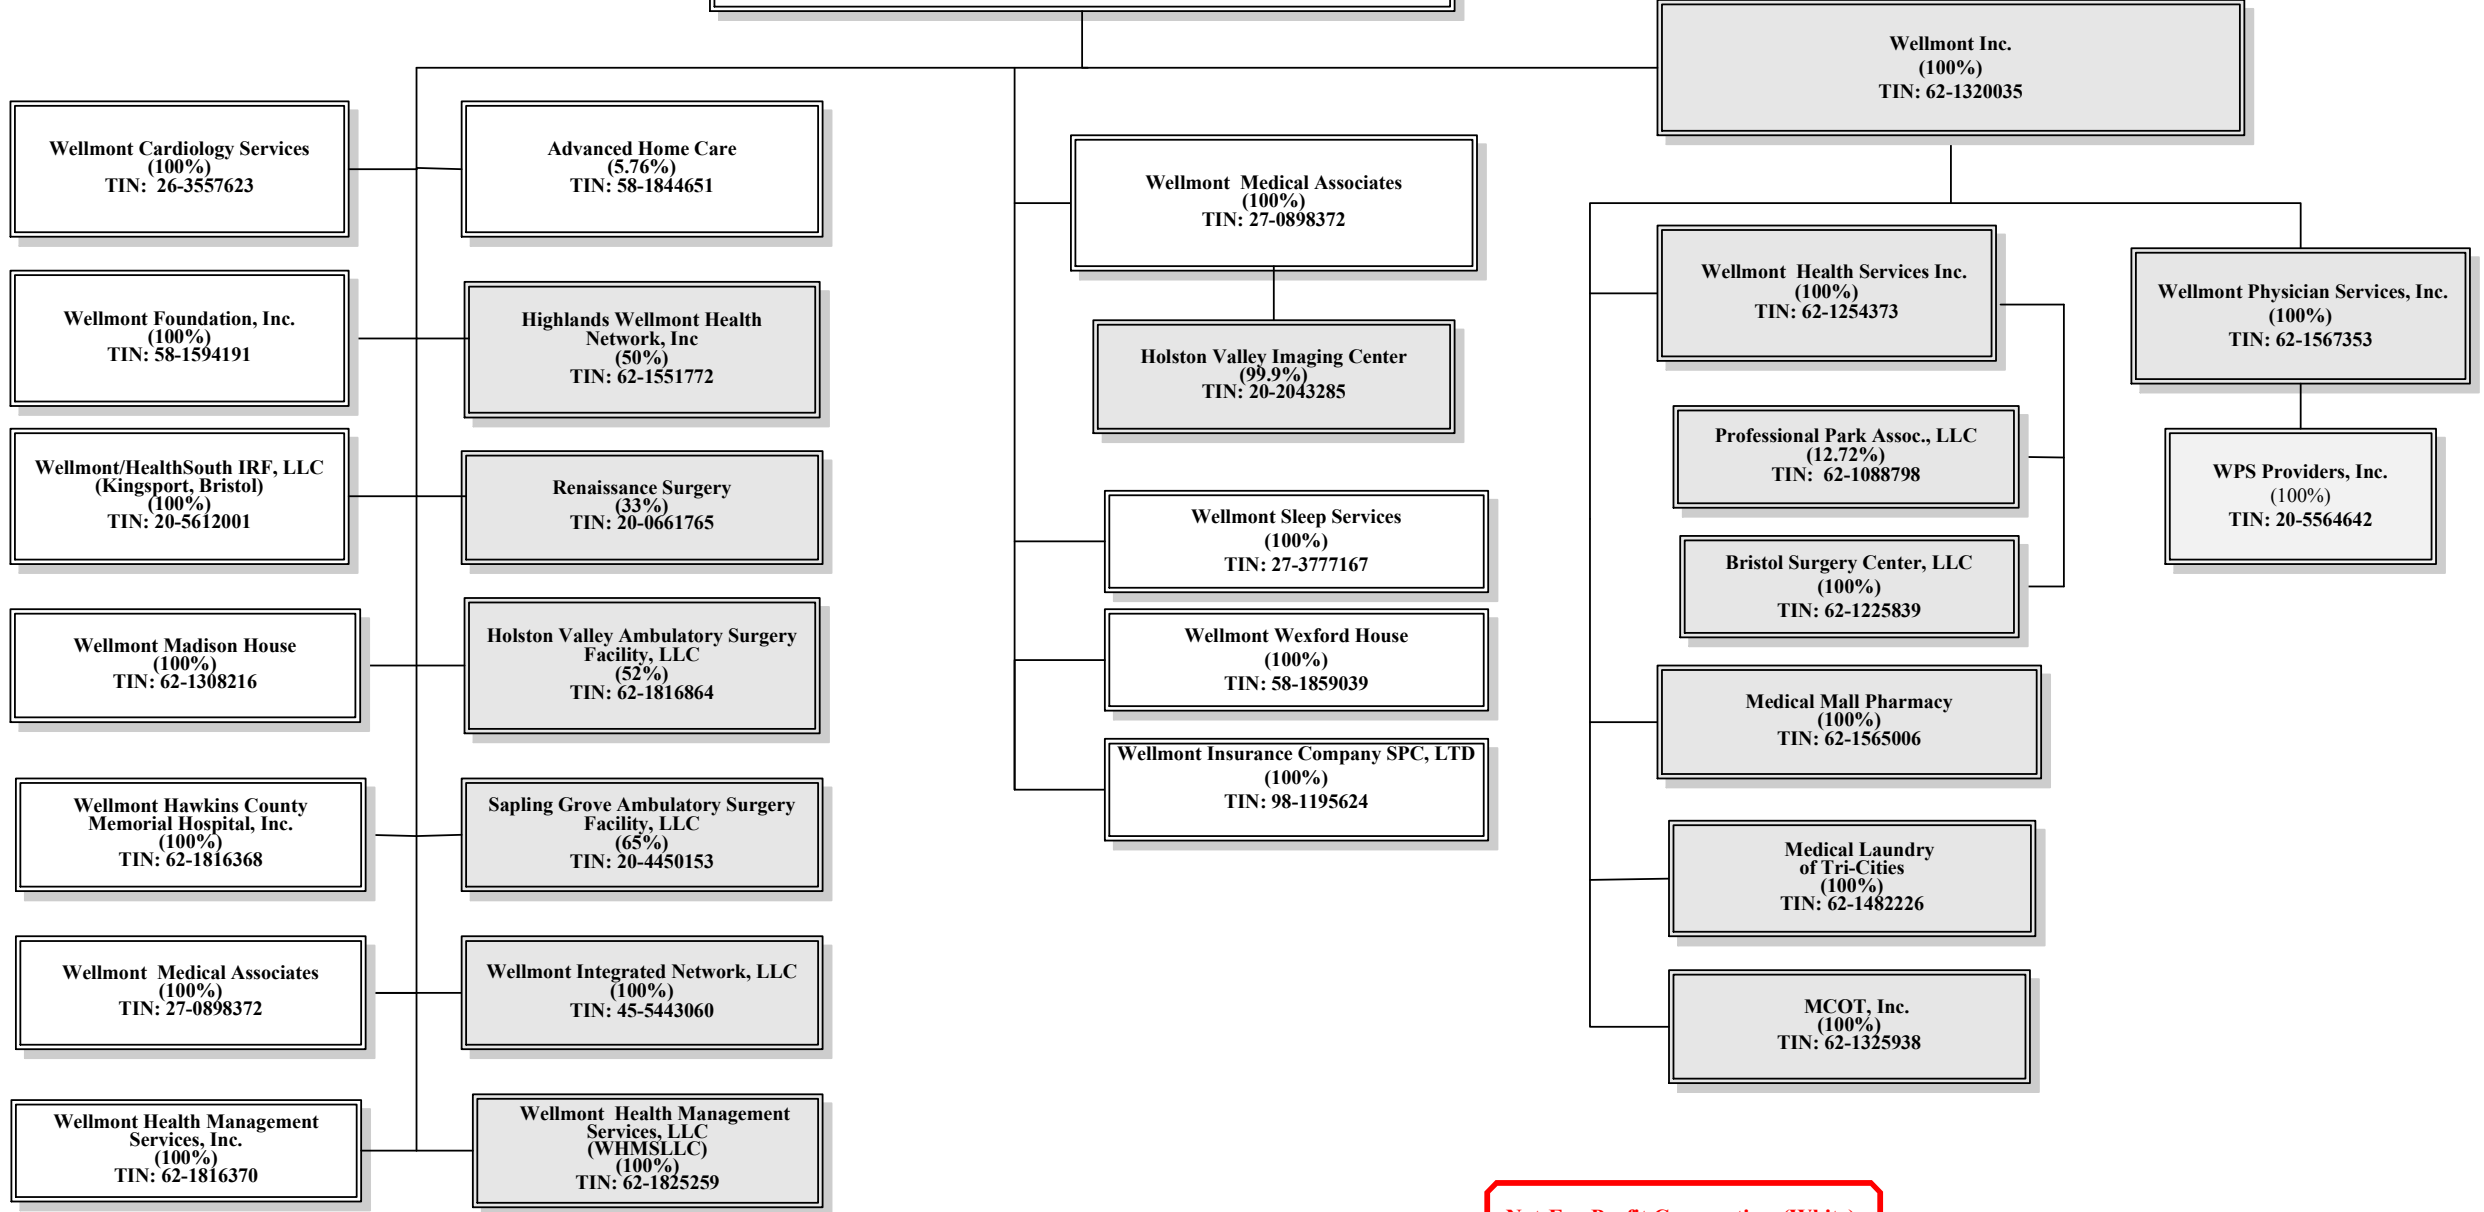 Wellmont Inc.
(100%)
TIN: 62-1320035
Wellmont Cardiology Services
(100%)
TIN: 26-3557623
Advanced Home Care
(5.76%)
TIN: 58-1844651
Wellmont Foundation, Inc.
(100%)
TIN: 58-1594191
Highlands Wellmont Health
Network, Inc
(50%)
TIN: 62-1551772
Wellmont/HealthSouth IRF, LLC
(Kingsport, Bristol)
(100%)
TIN: 20-5612001
Renaissance Surgery
(33%)
TIN: 20-0661765
Wellmont Madison House
(100%)
TIN: 62-1308216
Holston Valley Ambulatory Surgery
Facility, LLC
(52%)
TIN: 62-1816864
Wellmont Hawkins County
Memorial Hospital, Inc.
(100%)
TIN: 62-1816368
Sapling Grove Ambulatory Surgery
Facility, LLC
(65%)
TIN: 20-4450153
Wellmont Medical Associates
(100%)
TIN: 27-0898372
Wellmont Integrated Network, LLC
(100%)
TIN: 45-5443060
Wellmont Health Management
Services, Inc.
(100%)
TIN: 62-1816370
Wellmont Health Management
Services, LLC
(WHMSLLC)
(100%)
TIN: 62-1825259
Wellmont Medical Associates
(100%)
TIN: 27-0898372
Holston Valley Imaging Center
(99.9%)
TIN: 20-2043285
Wellmont Sleep Services
(100%)
TIN: 27-3777167
Wellmont Wexford House
(100%)
TIN: 58-1859039
Wellmont Insurance Company SPC, LTD
(100%)
TIN: 98-1195624
Wellmont Health Services Inc.
(100%)
TIN: 62-1254373
Professional Park Assoc., LLC
(12.72%)
TIN: 62-1088798
Bristol Surgery Center, LLC
(100%)
TIN: 62-1225839
Medical Mall Pharmacy
(100%)
TIN: 62-1565006
Medical Laundry
of Tri-Cities
(100%)
TIN: 62-1482226
MCOT, Inc.
(100%)
TIN: 62-1325938
Wellmont Physician Services, Inc.
(100%)
TIN: 62-1567353
WPS Providers, Inc.
(100%)
TIN: 20-5564642